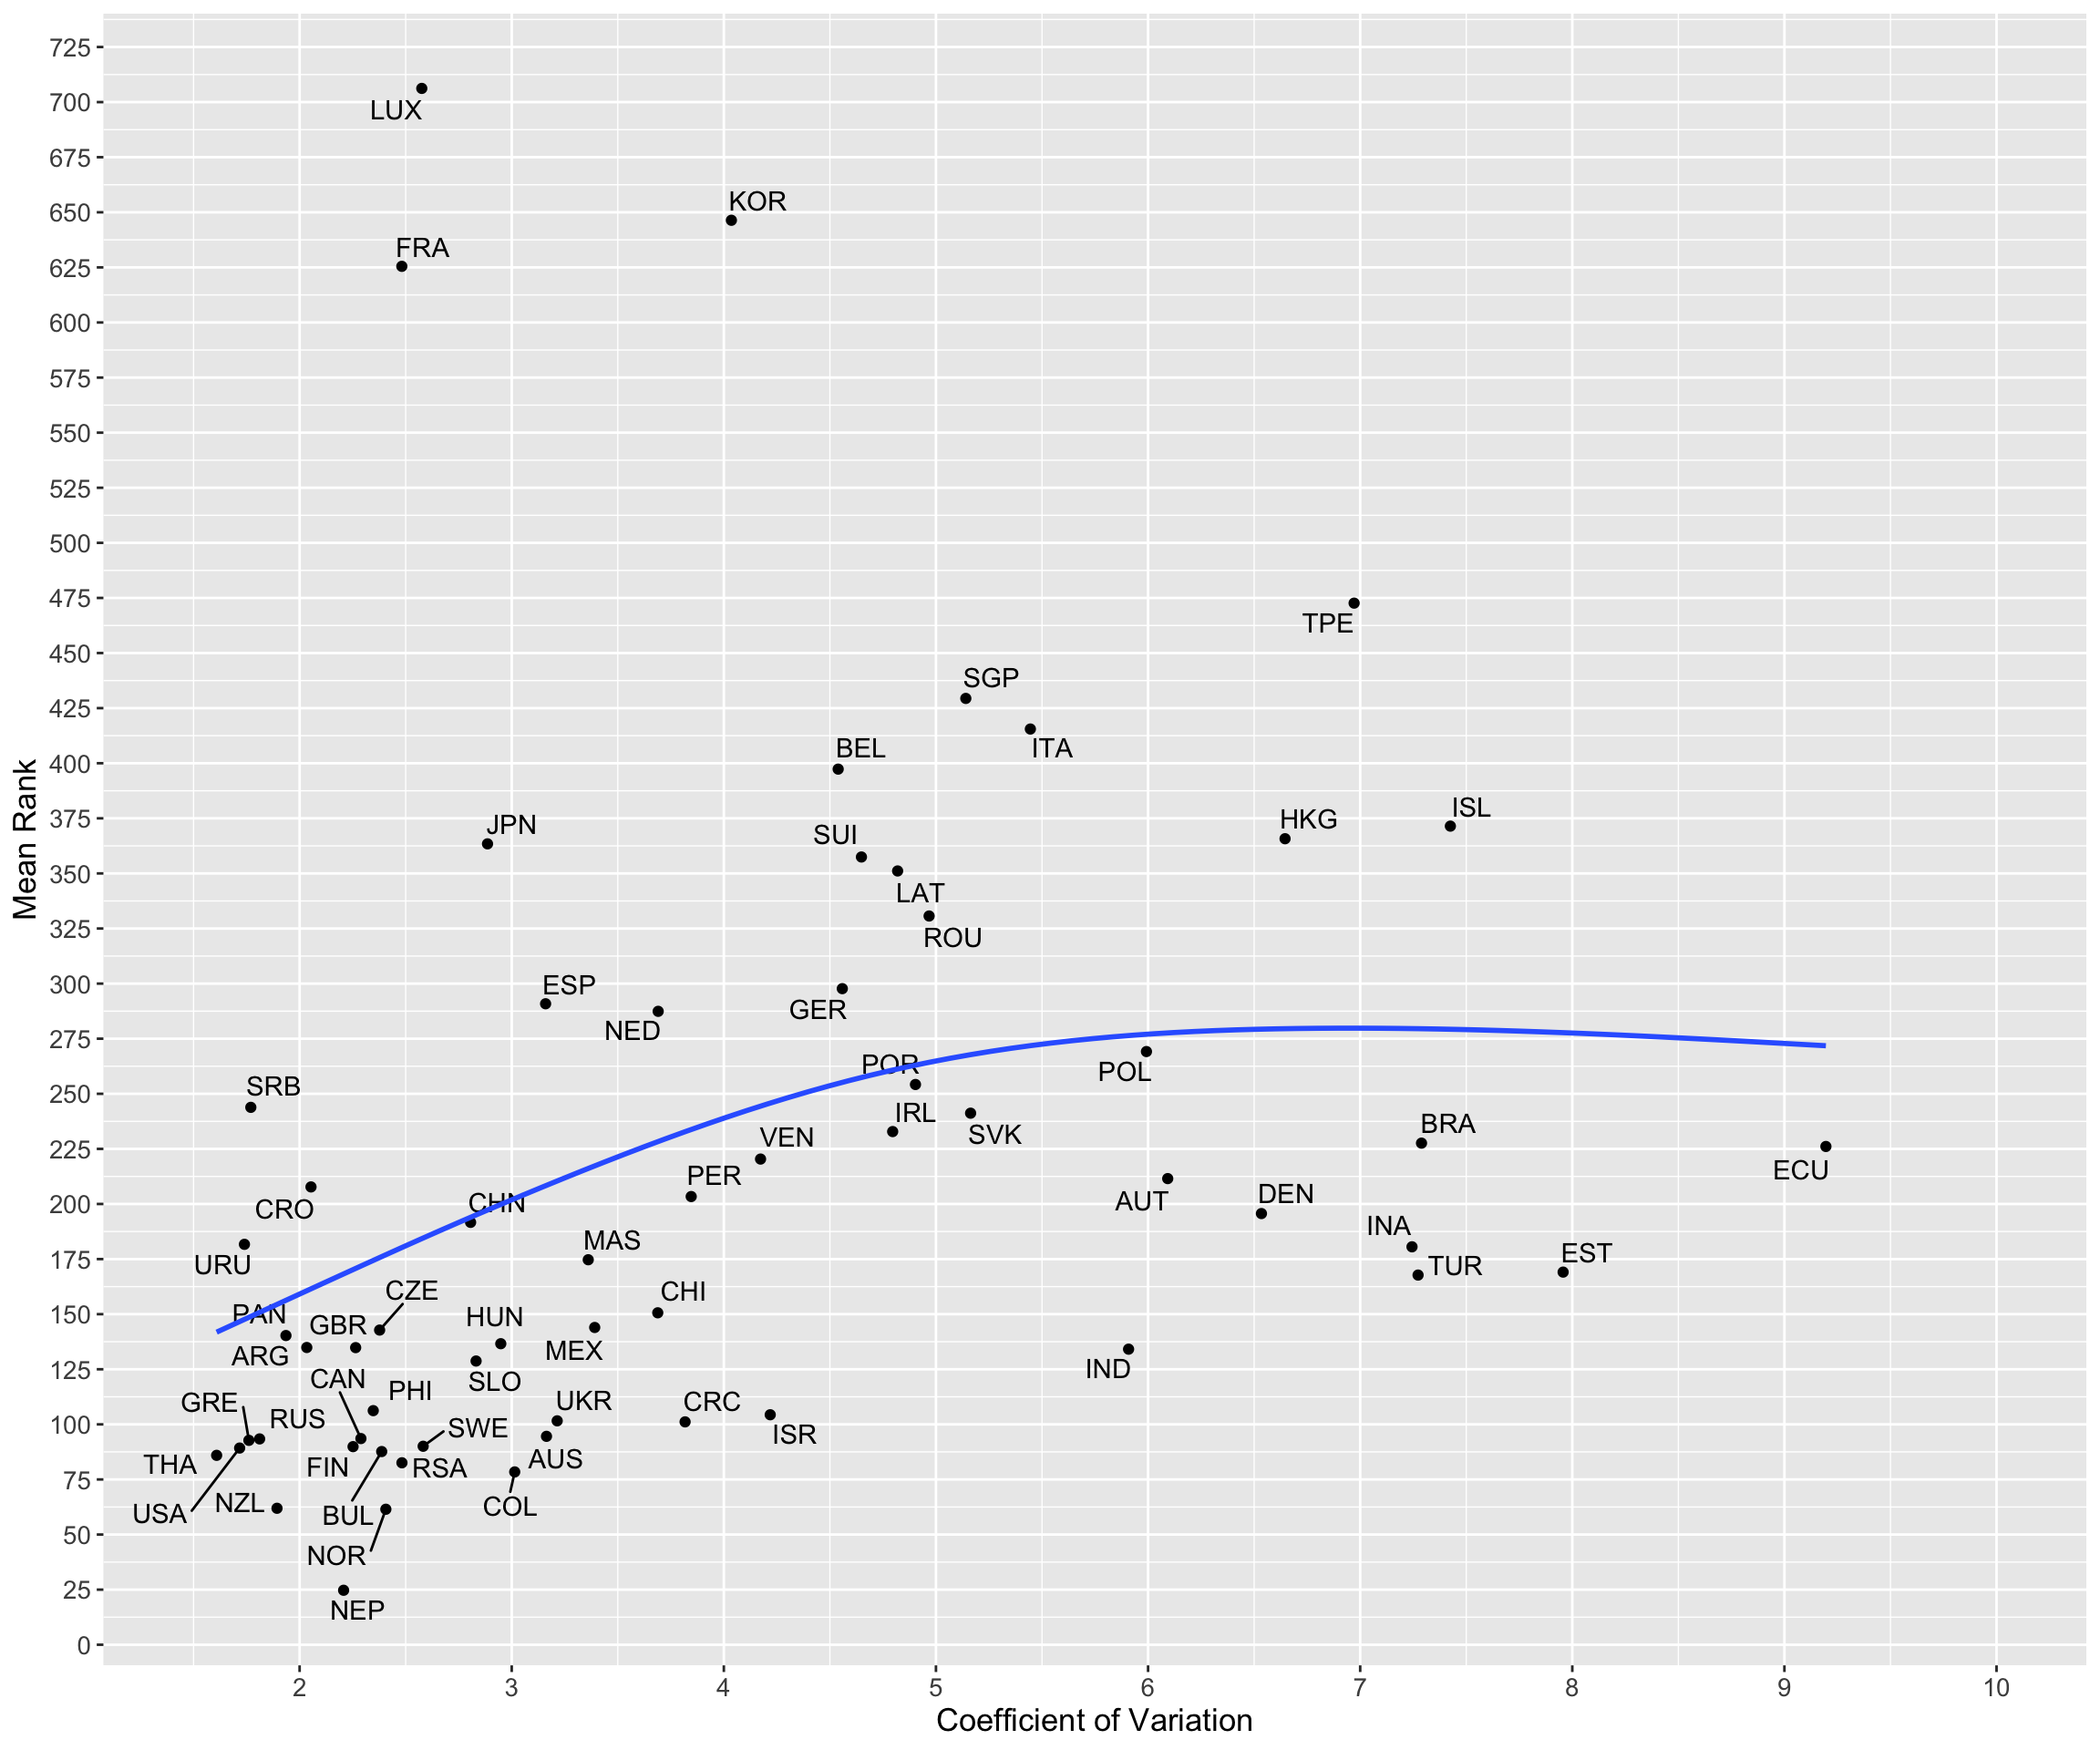 725
LUX
700
675
KOR
650
FRA
625
600
575
550
525
500
475
TPE
450
SGP
425
BEL
ITA
400
JPN
HKG
ISL
375
SUI
350
LAT
325
ROU
ESP
300
GER
NED
275
POR
POL
SRB
250
IRL
SVK
BRA
VEN
225
PER
ECU
CRO
CHN
AUT
DEN
200
MAS
INA
URU
175
TUR
EST
CZE
CHI
PAN
150
GBR
HUN
ARG
MEX
125
CAN
SLO
IND
PHI
GRE
RUS
SWE
UKR
CRC
100
ISR
THA
FIN
RSA
AUS
75
USA
NZL
BUL
COL
50
NOR
25
NEP
0
Mean Rank
2 3 4 5 6 7 8 9 10
Coefficient of Variation